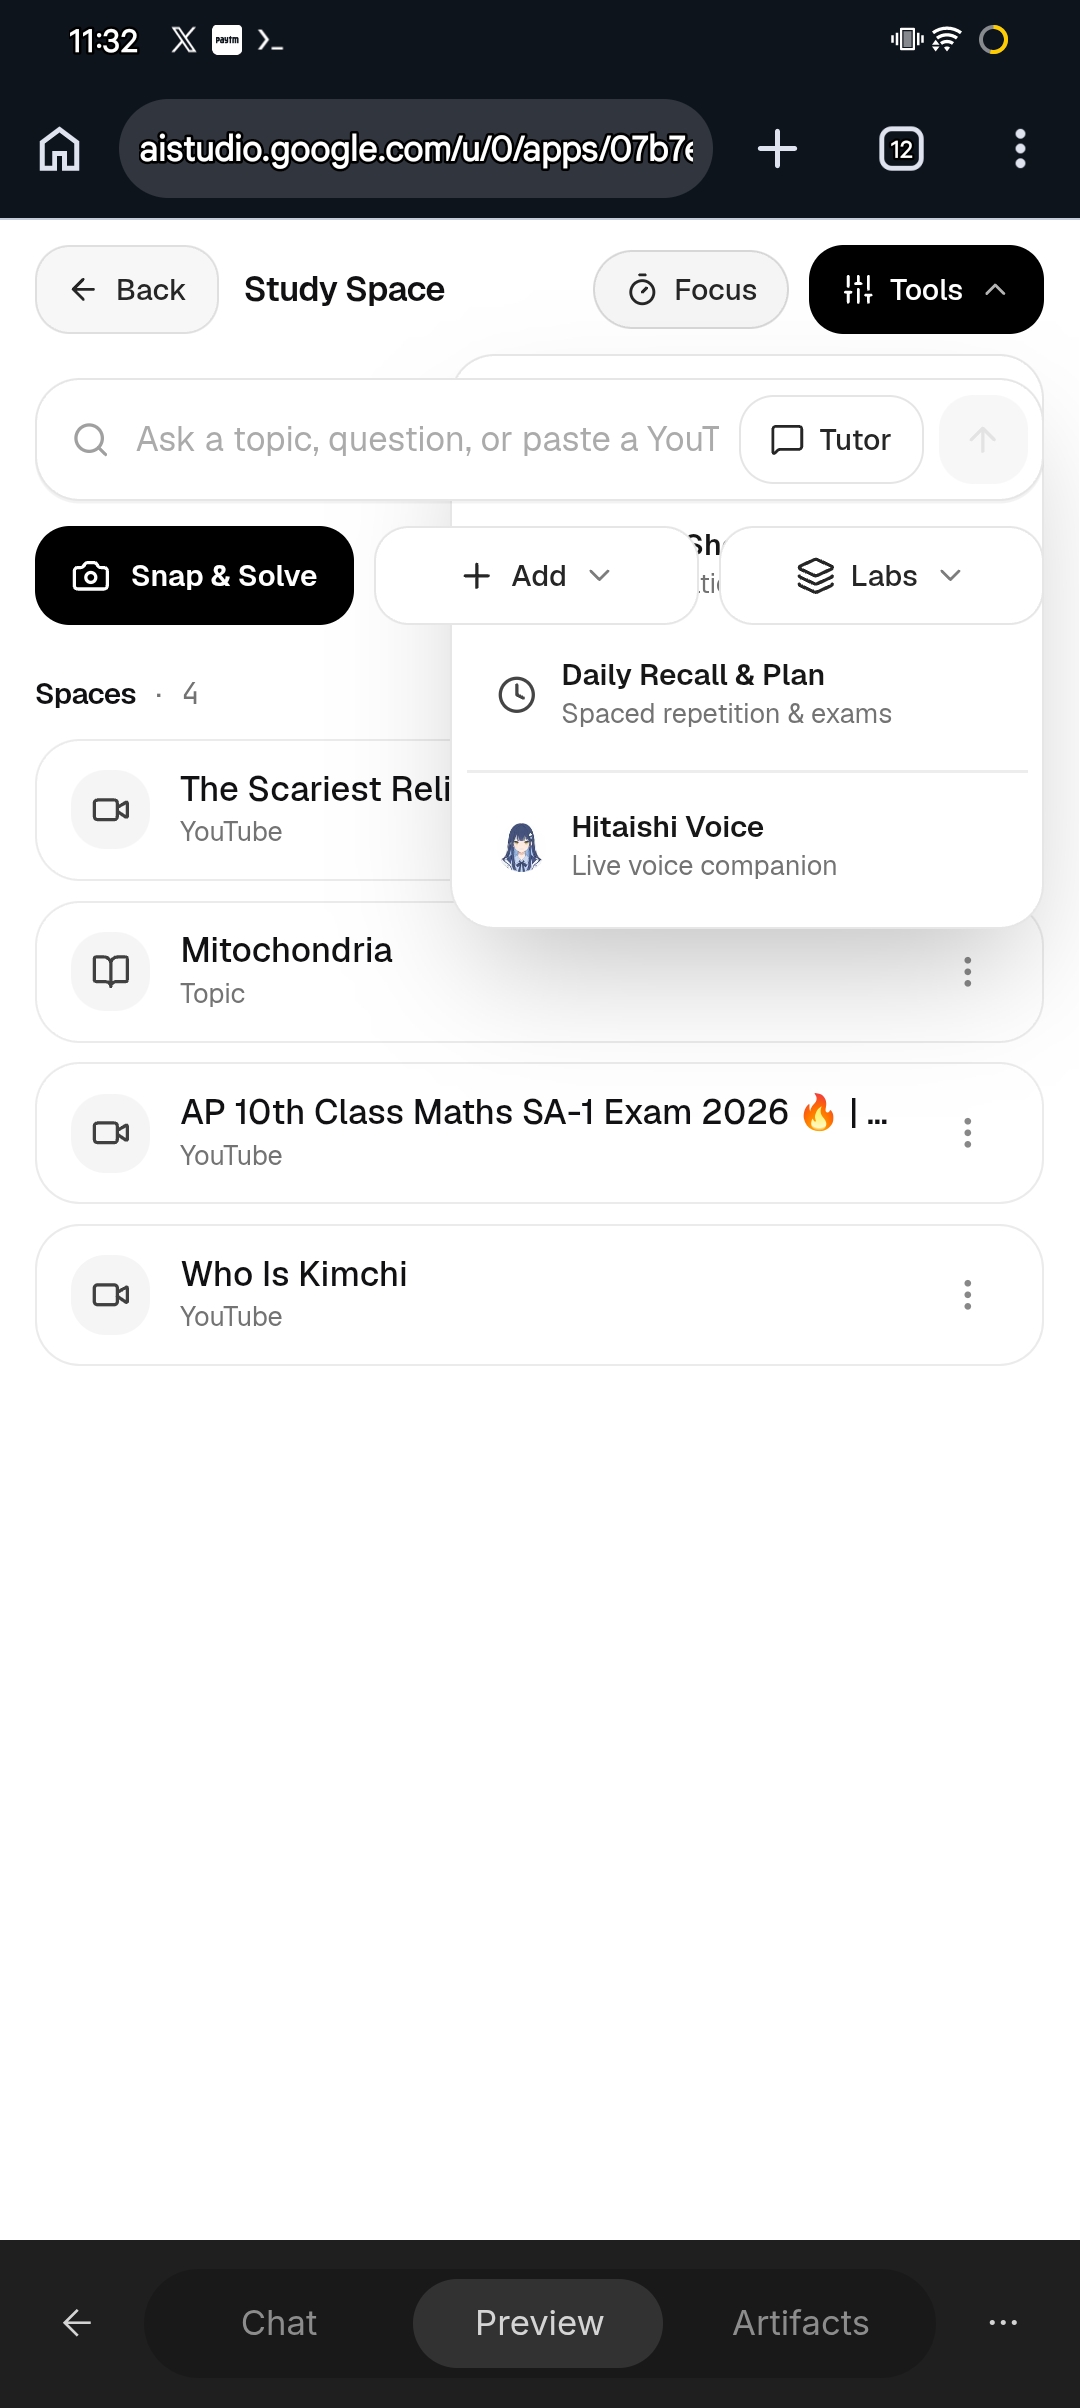 11:32
paytm
aistudio.google.com/u/0/apps/07b7e
12
Back
Study Space
Focus
Tools
Ask a topic, question, or paste a YouT
Tutor
Snap & Solve
Add
Labs
Spaces · 4
Daily Recall & Plan
Spaced repetition & exams
The Scariest Reli
YouTube
Hitaishi Voice
Live voice companion
Mitochondria
Topic
AP 10th Class Maths SA-1 Exam 2026 🔥 | ...
YouTube
Who Is Kimchi
YouTube
Chat
Preview
Artifacts